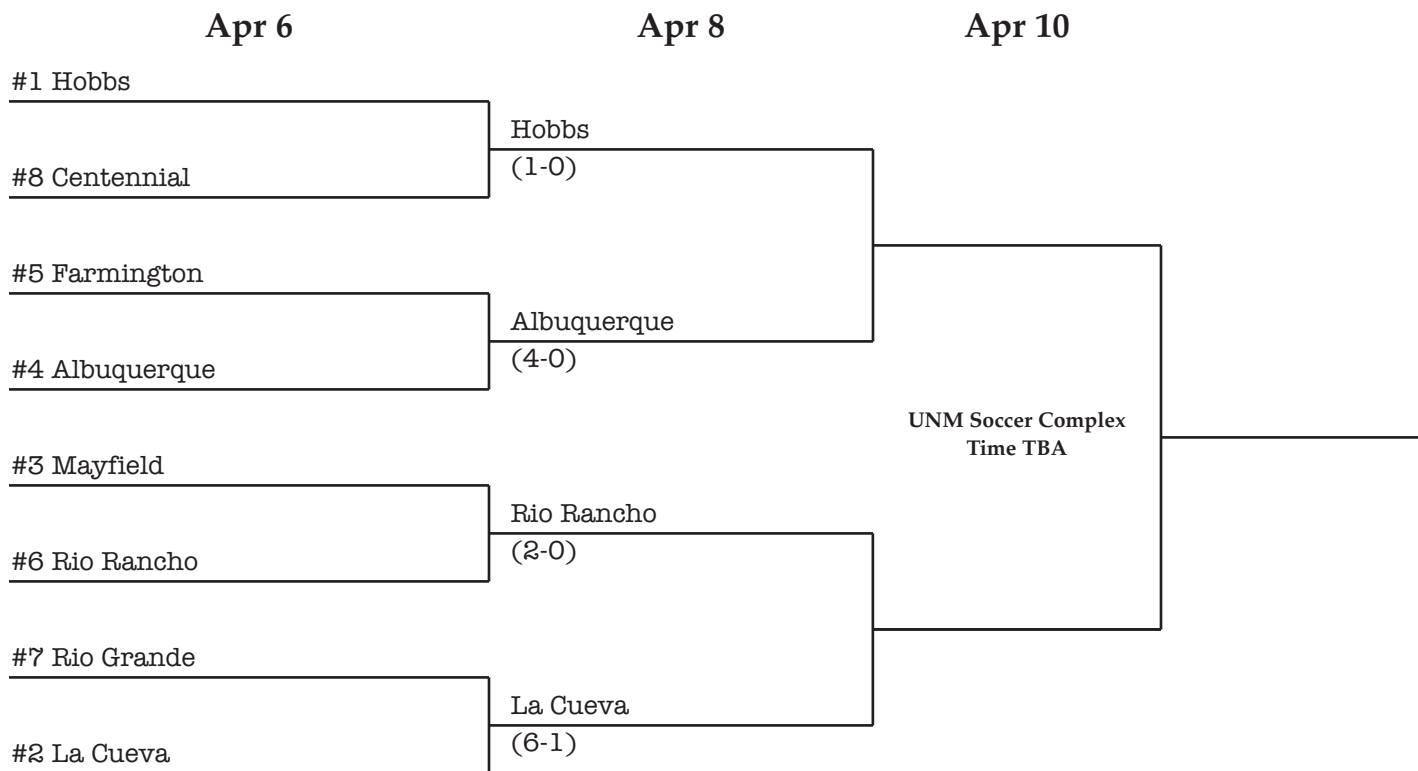 Apr 6
Apr 8
Apr 10
#1 Hobbs
Hobbs
(1-0)
#8 Centennial
#5 Farmington
Albuquerque
(4-0)
#4 Albuquerque
UNM Soccer Complex
Time TBA
#3 Mayfield
Rio Rancho
(2-0)
#6 Rio Rancho
#7 Rio Grande
La Cueva
(6-1)
#2 La Cueva